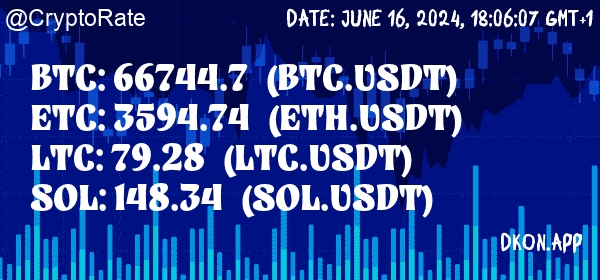 @CryptoRate
DATE: JUNE 16, 2024, 18:06:07 GMT+1
BTC: 66744.7 (BTC.USDT)
ETC: 3594.74 (ETH.USDT)
LTC: 79.28 (LTC.USDT)
SOL: 148.34 (SOL.USDT)
DKON.APP